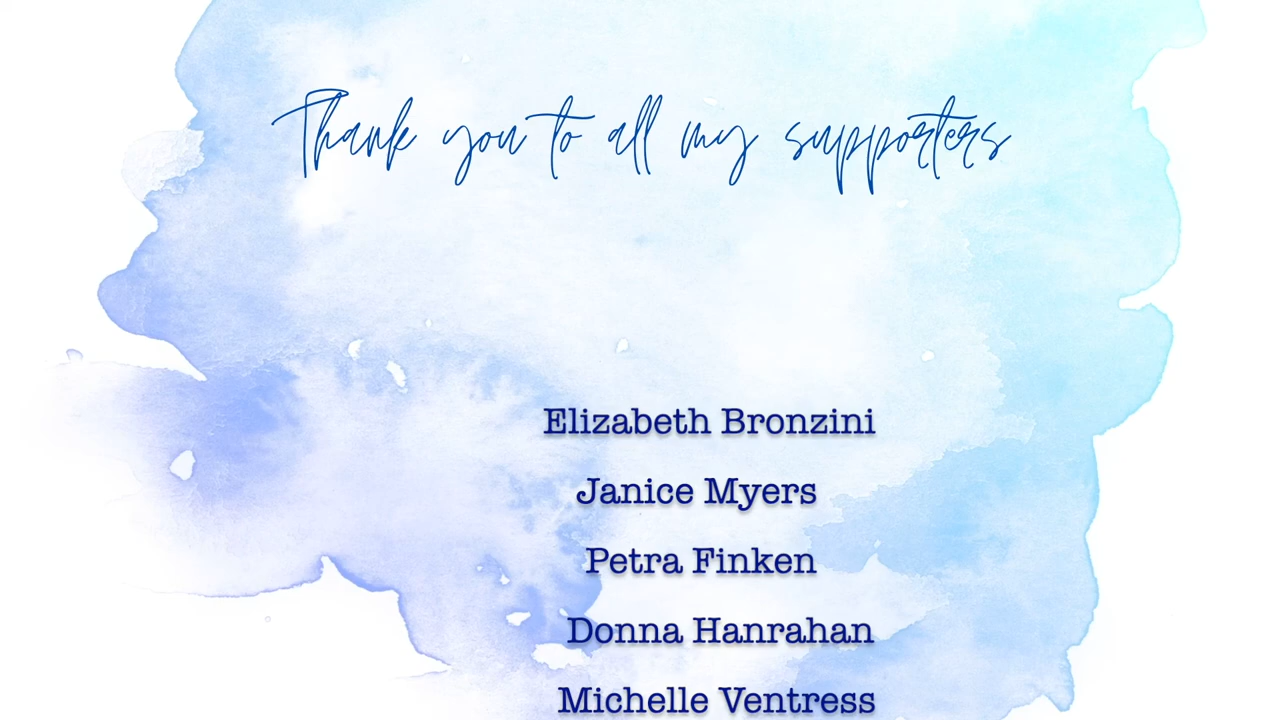 Thank you to all my supporters
Elizabeth Bronzini
Janice Myers
Petra Finken
Donna Hanrahan
Michelle Ventress